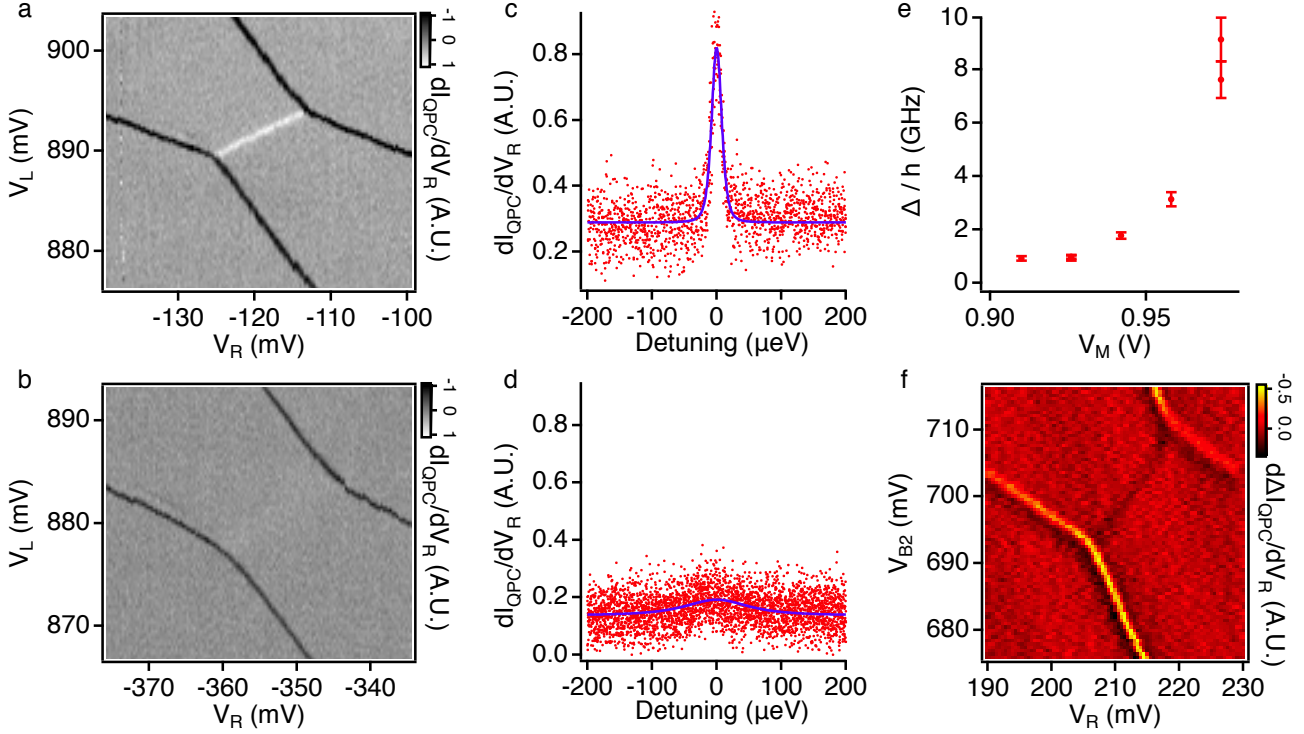 a
V_L (mV)
900
890
880
-130
-120
-110
-100
V_R (mV)
-1
0
1
dI_QPC/dV_R (A.U.)
c
dI_QPC/dV_R (A.U.)
0.8
0.6
0.4
0.2
-200
-100
0
100
200
Detuning (μeV)
e
Δ / h (GHz)
10
8
6
4
2
0
0.90
0.95
V_M (V)
b
V_L (mV)
890
880
870
-370
-360
-350
-340
V_R (mV)
-1
0
1
dI_QPC/dV_R (A.U.)
d
dI_QPC/dV_R (A.U.)
0.8
0.6
0.4
0.2
0.0
-200
-100
0
100
200
Detuning (μeV)
f
V_B2 (mV)
710
700
690
680
190
200
210
220
230
V_R (mV)
-0.5
0.0
dΔI_QPC/dV_R (A.U.)